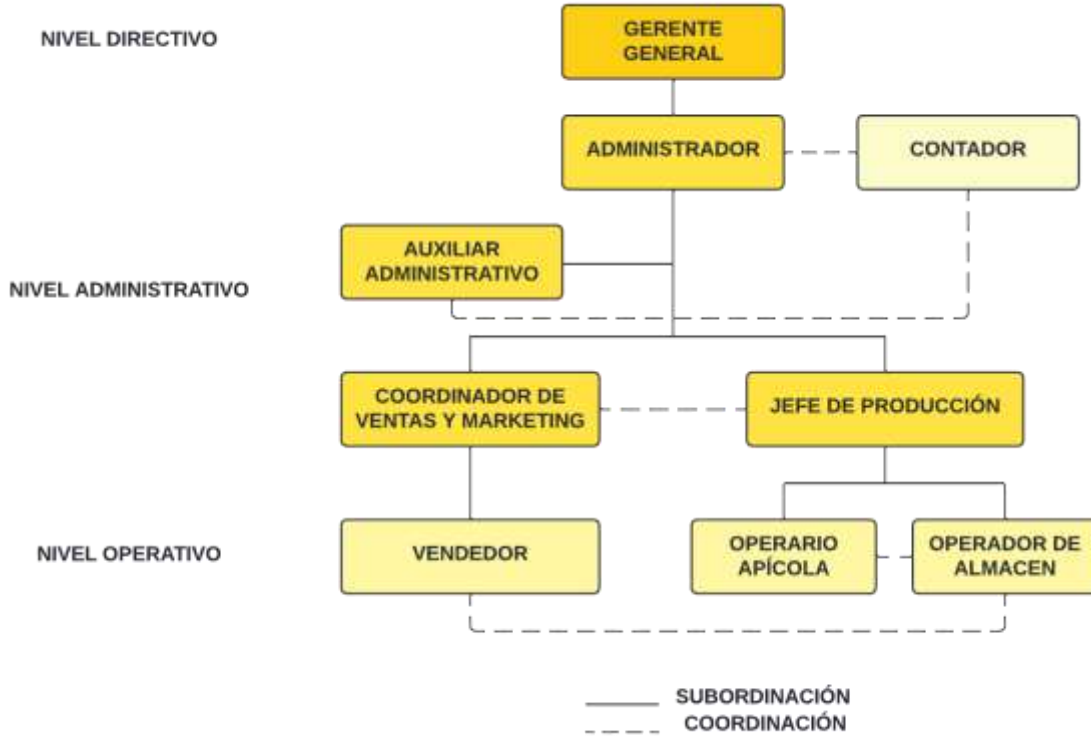 NIVEL DIRECTIVO
GERENTE
GENERAL
ADMINISTRADOR
CONTADOR
AUXILIAR
ADMINISTRATIVO
NIVEL ADMINISTRATIVO
COORDINADOR DE
VENTAS Y MARKETING
JEFE DE PRODUCCIÓN
NIVEL OPERATIVO
VENDEDOR
OPERARIO
APÍCOLA
OPERADOR DE
ALMACEN
SUBORDINACIÓN
COORDINACIÓN